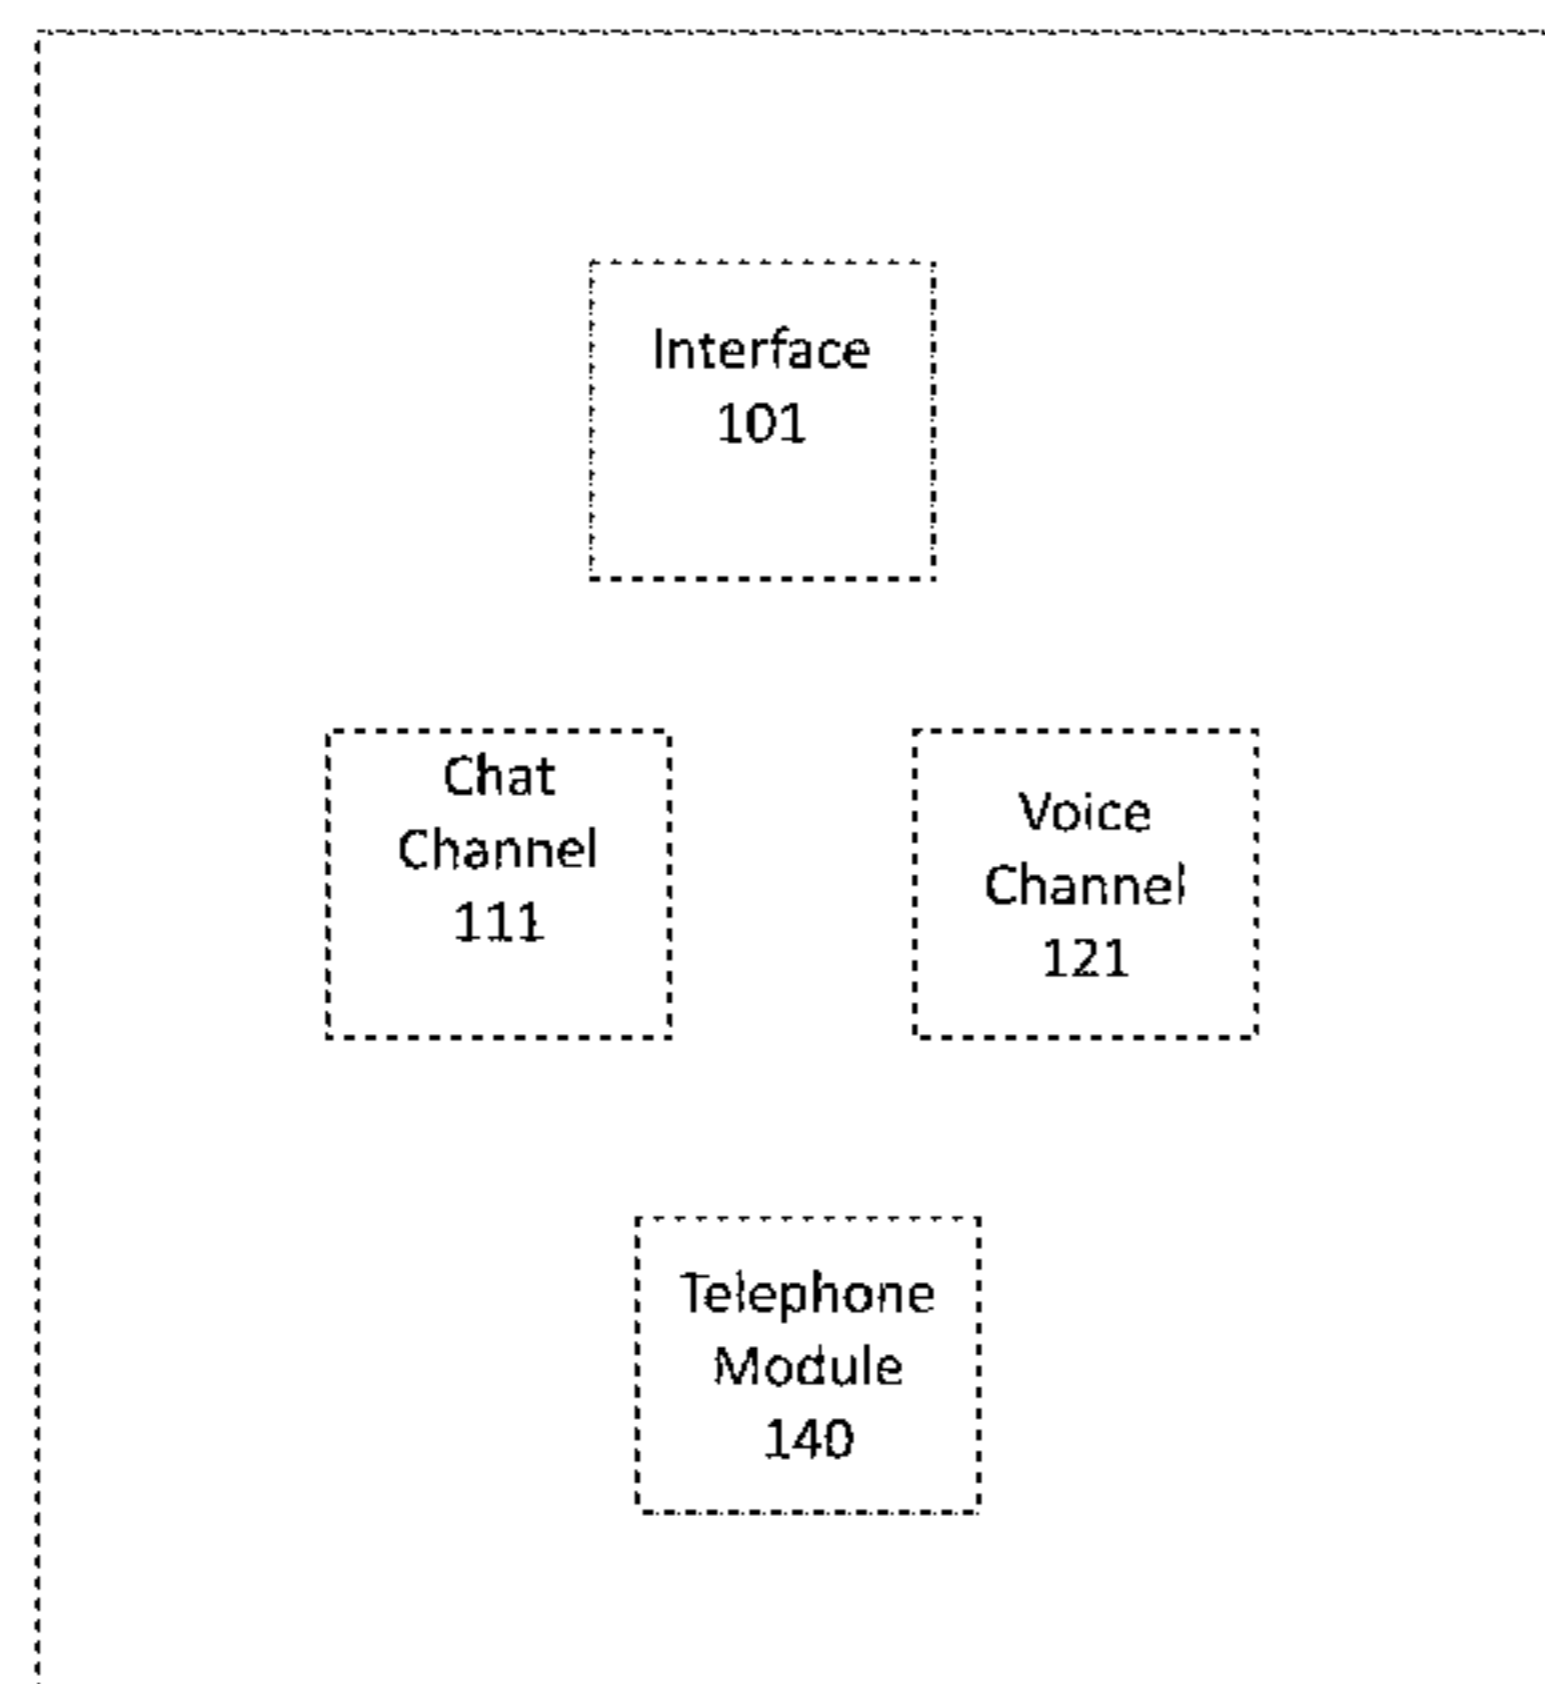 Interface
101
Chat
Channel
111
Voice
Channel
121
Telephone
Module
140